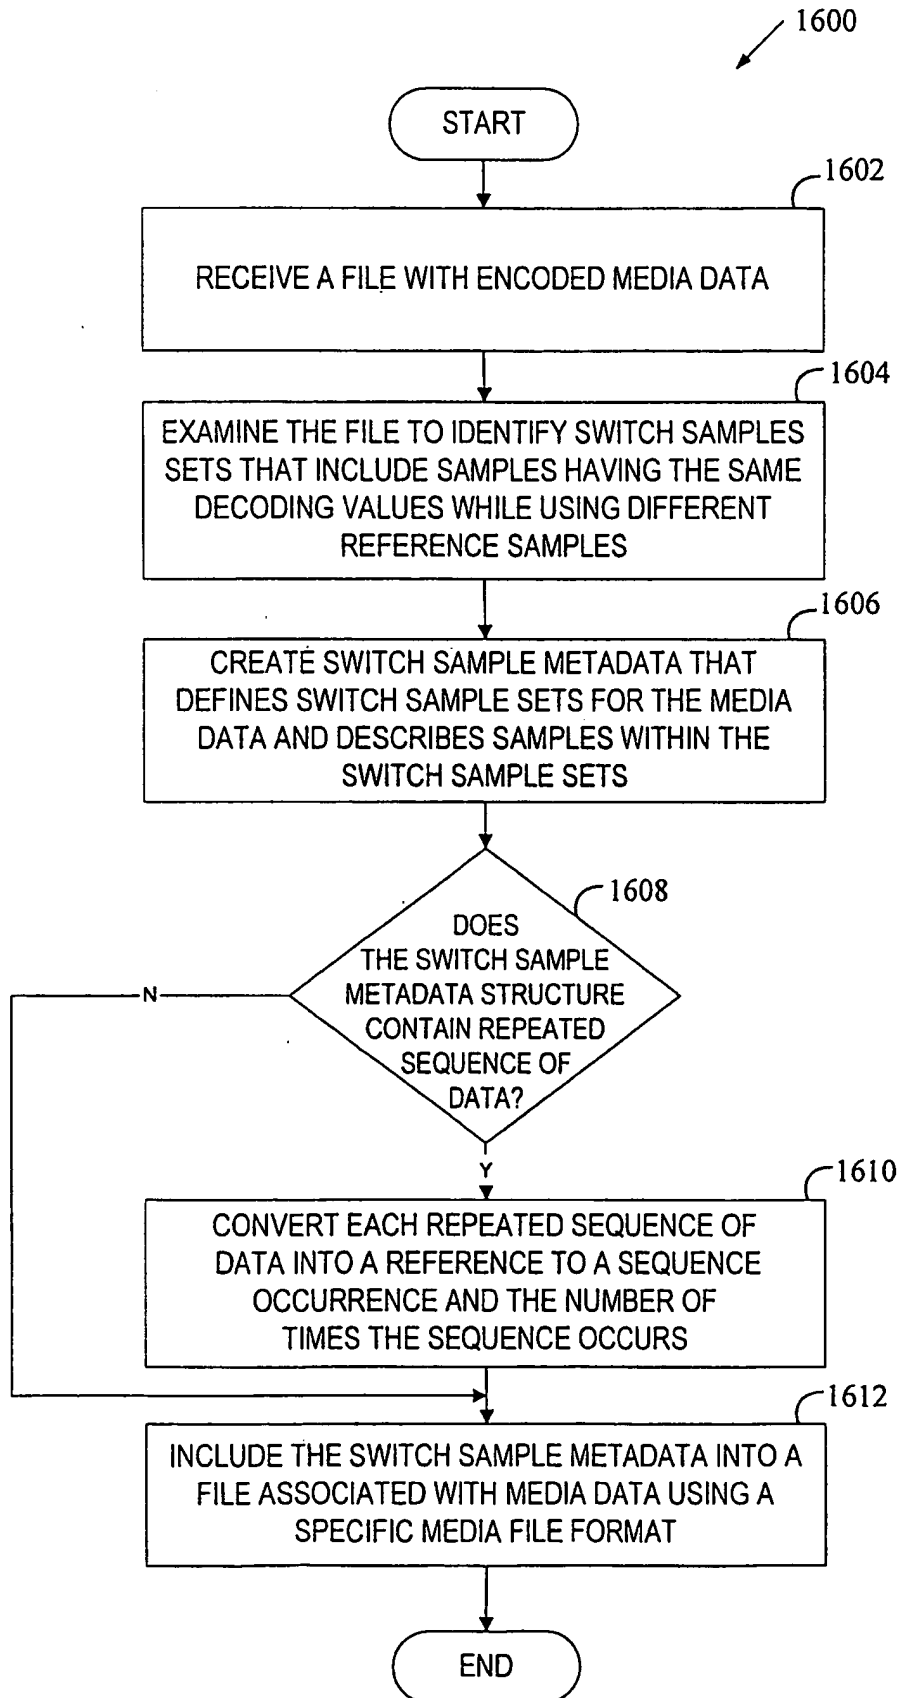 1600
START
1602
RECEIVE A FILE WITH ENCODED MEDIA DATA
1604
EXAMINE THE FILE TO IDENTIFY SWITCH SAMPLES
SETS THAT INCLUDE SAMPLES HAVING THE SAME
DECODING VALUES WHILE USING DIFFERENT
REFERENCE SAMPLES
1606
CREATE SWITCH SAMPLE METADATA THAT
DEFINES SWITCH SAMPLE SETS FOR THE MEDIA
DATA AND DESCRIBES SAMPLES WITHIN THE
SWITCH SAMPLE SETS
1608
DOES
THE SWITCH SAMPLE
METADATA STRUCTURE
CONTAIN REPEATED
SEQUENCE OF
DATA?
N
Y
1610
CONVERT EACH REPEATED SEQUENCE OF
DATA INTO A REFERENCE TO A SEQUENCE
OCCURRENCE AND THE NUMBER OF
TIMES THE SEQUENCE OCCURS
1612
INCLUDE THE SWITCH SAMPLE METADATA INTO A
FILE ASSOCIATED WITH MEDIA DATA USING A
SPECIFIC MEDIA FILE FORMAT
END